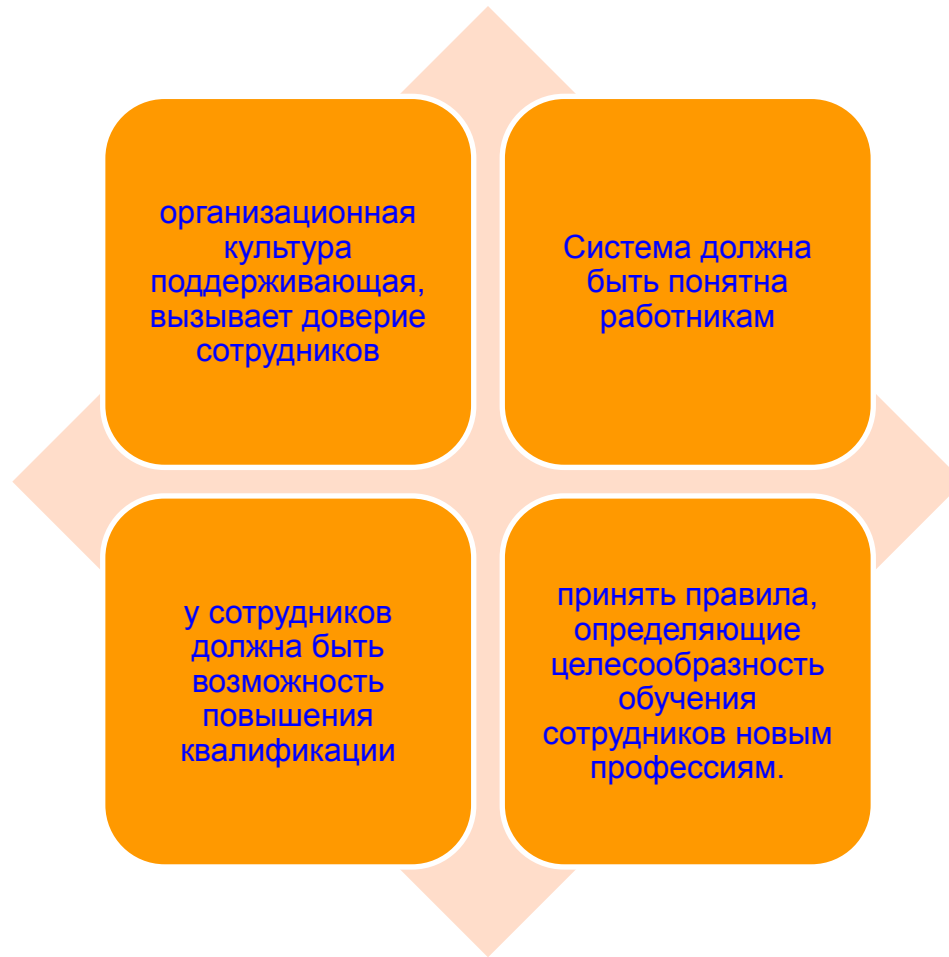 организационная
культура
поддерживающая,
вызывает доверие
сотрудников
Система должна
быть понятна
работникам
у сотрудников
должна быть
возможность
повышения
квалификации
принять правила,
определяющие
целесообразность
обучения
сотрудников новым
профессиям.